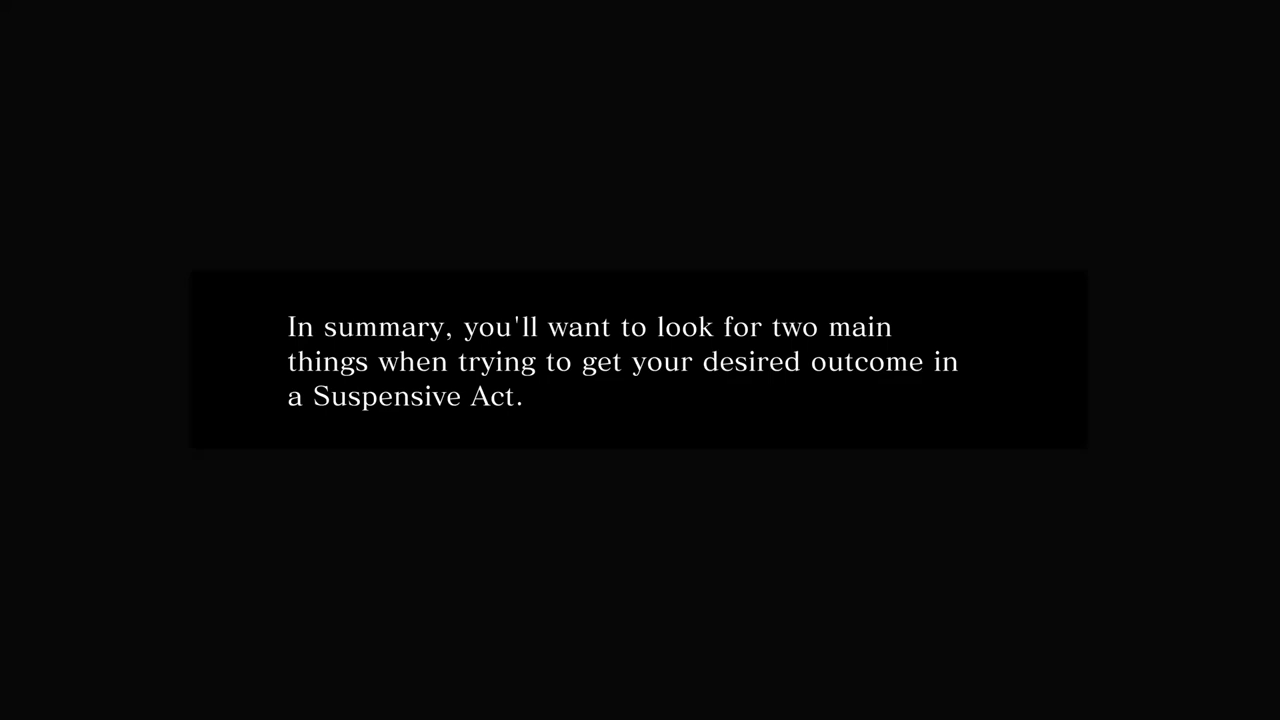 In summary, you'll want to look for two main
things when trying to get your desired outcome in
a Suspensive Act.